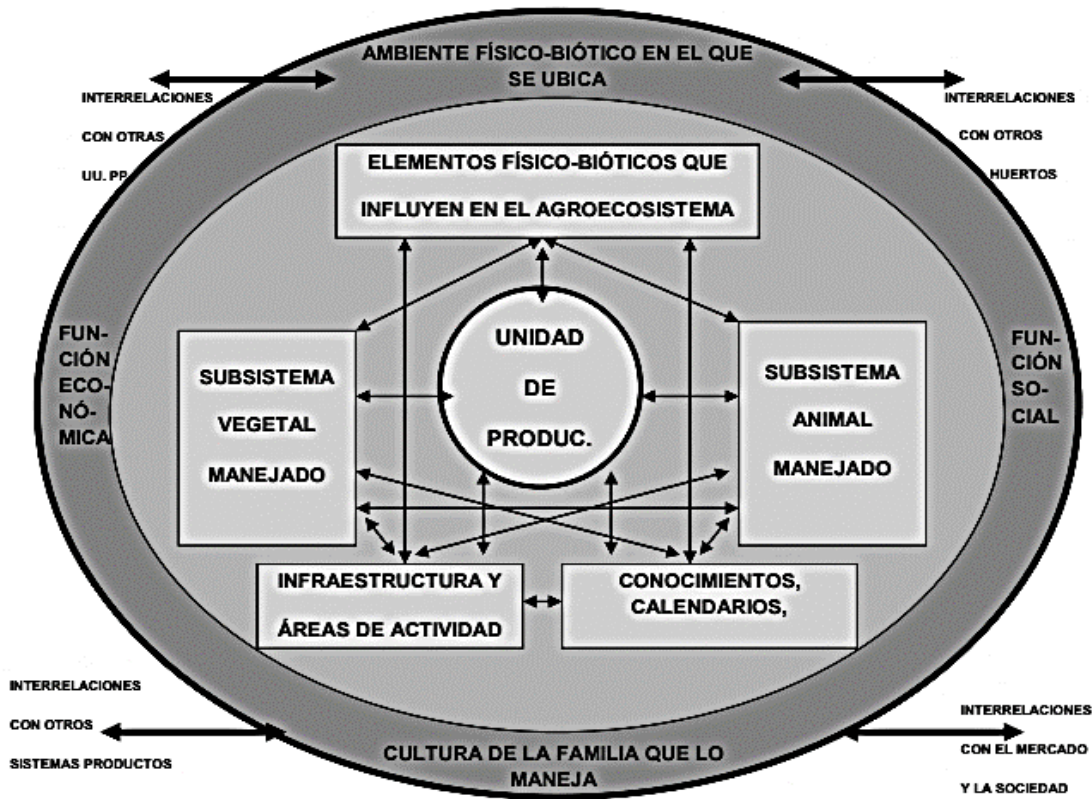 AMBIENTE FÍSICO-BIÓTICO EN EL QUE
SE UBICA
INTERRELACIONES
CON OTRAS
UU. PP.
INTERRELACIONES
CON OTROS
HUERTOS
ELEMENTOS FÍSICO-BIÓTICOS QUE
INFLUYEN EN EL AGROECOSISTEMA
FUN-
CIÓN
ECO-
NÓ-
MICA
SUBSISTEMA
VEGETAL
MANEJADO
UNIDAD
DE
PRODUC.
SUBSISTEMA
ANIMAL
MANEJADO
FUN-
CIÓN
SO-
CIAL
INFRAESTRUCTURA Y
ÁREAS DE ACTIVIDAD
CONOCIMIENTOS,
CALENDARIOS,
INTERRELACIONES
CON OTROS
SISTEMAS PRODUCTOS
CULTURA DE LA FAMILIA QUE LO
MANEJA
INTERRELACIONES
CON EL MERCADO
Y LA SOCIEDAD